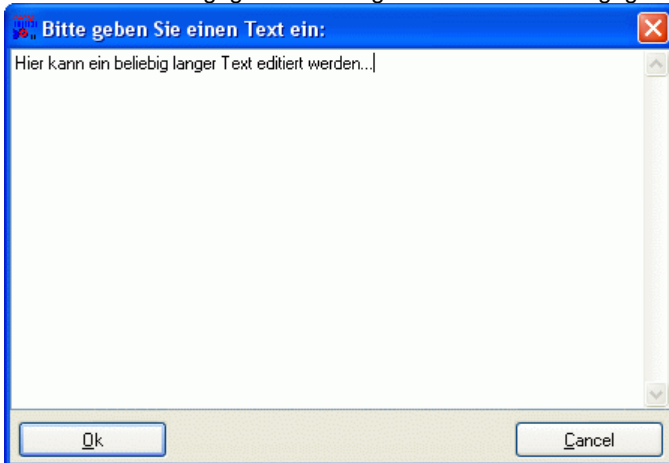 Bitte geben Sie einen Text ein:
Hier kann ein beliebig langer Text editiert werden...
Ok Cancel